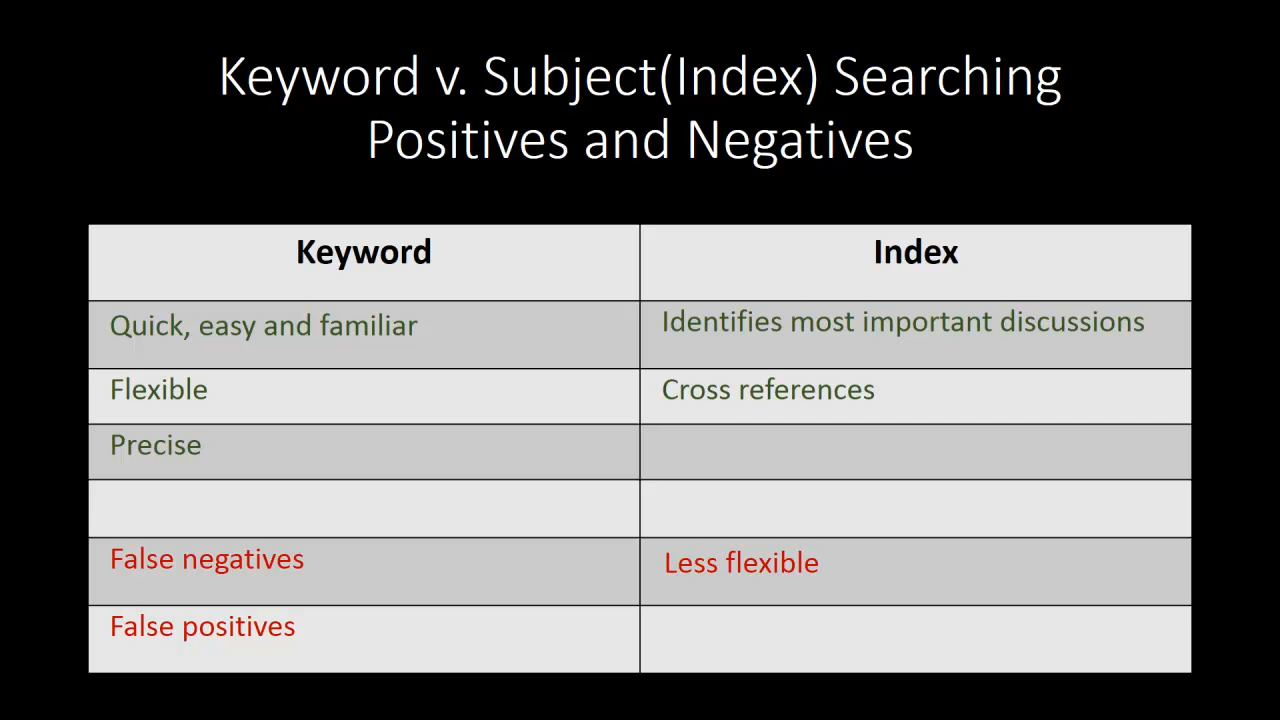 Keyword v. Subject(Index) Searching
Positives and Negatives
Keyword
Index
Quick, easy and familiar
Identifies most important discussions
Flexible
Cross references
Precise
False negatives
Less flexible
False positives